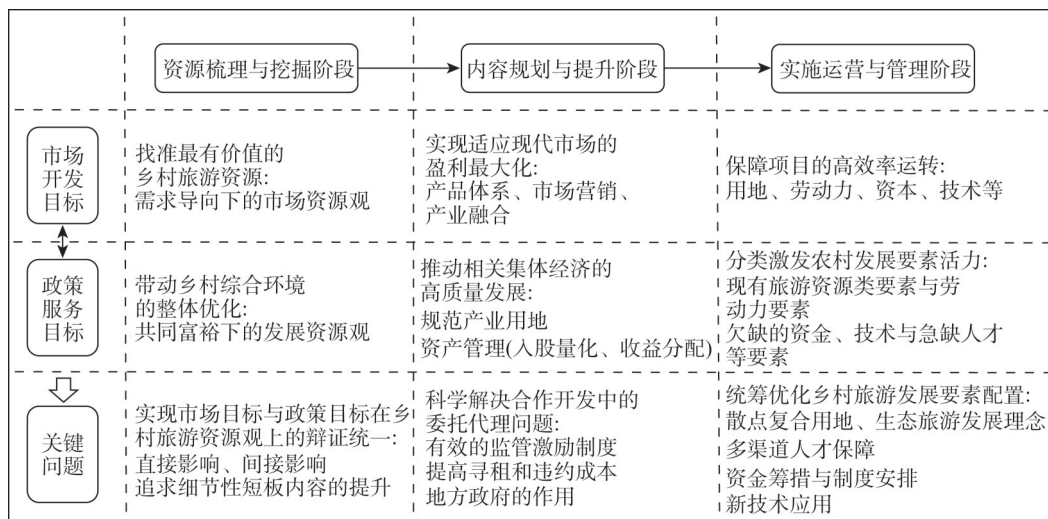 资源梳理与挖掘阶段
内容规划与提升阶段
实施运营与管理阶段
市场
开发
目标
找准最有价值的
乡村旅游资源:
需求导向下的市场资源观
实现适应现代市场的
盈利最大化:
产品体系、市场营销、
产业融合
保障项目的高效率运转:
用地、劳动力、资本、技术等
政策
服务
目标
带动乡村综合环境
的整体优化:
共同富裕下的发展资源观
推动相关集体经济的
高质量发展:
规范产业用地
资产管理(入股量化、收益分配)
分类激发农村发展要素活力:
现有旅游资源类要素与劳
动力要素
欠缺的资金、技术与急缺人才
等要素
关键
问题
实现市场目标与政策目标在乡
村旅游资源观上的辩证统一:
直接影响、间接影响
追求细节性短板内容的提升
科学解决合作开发中的
委托代理问题:
有效的监管激励制度
提高寻租和违约成本
地方政府的作用
统筹优化乡村旅游发展要素配置:
散点复合用地、生态旅游发展理念
多渠道人才保障
资金筹措与制度安排
新技术应用